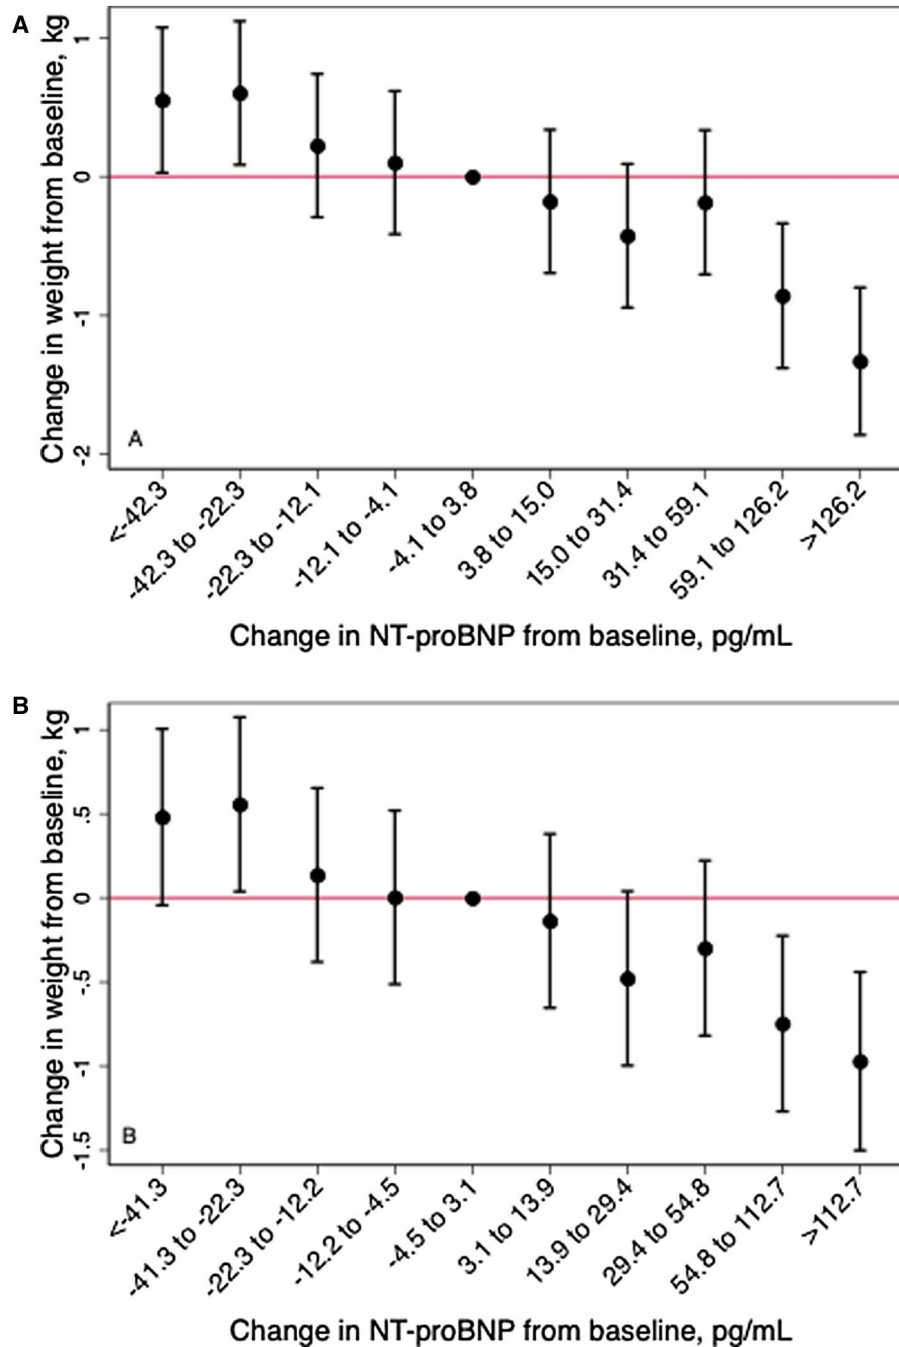 A
Change in weight from baseline, kg
1
0
-1
-2
A
<-42.3
-42.3 to -22.3
-22.3 to -12.1
-12.1 to -4.1
-4.1 to 3.8
3.8 to 15.0
15.0 to 31.4
31.4 to 59.1
59.1 to 126.2
>126.2
Change in NT-proBNP from baseline, pg/mL
B
Change in weight from baseline, kg
1
.5
0
-.5
-1
-1.5
B
<-41.3
-41.3 to -22.3
-22.3 to -12.2
-12.2 to -4.5
-4.5 to 3.1
3.1 to 13.9
13.9 to 29.4
29.4 to 54.8
54.8 to 112.7
>112.7
Change in NT-proBNP from baseline, pg/mL